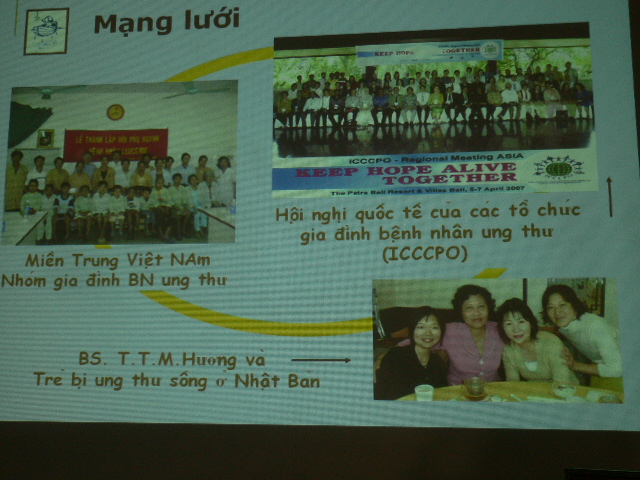 Mạng lưới
KEEP HOPE ALIVE TOGETHER
LỄ THÀNH LẬP HỘI PHỤ HUYNH
ICCCPO - Regional Meeting ASIA
KEEP HOPE ALIVE
TOGETHER
The Patra Bali Resort & Villas Bali, 5-7 April 2007
Hội nghị quốc tế cua các tổ chức
gia đình bệnh nhân ung thư
(ICCCPO)
Miền Trung Việt NAm
Nhóm gia đình BN ung thư
BS. T.T.M.Hương và
Trẻ bị ung thư sống ở Nhật Bản